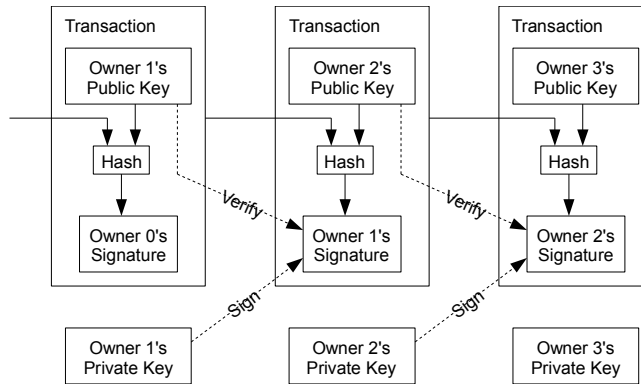 Transaction
Owner 1's
Public Key
Hash
Owner 0's
Signature
Transaction
Owner 2's
Public Key
Hash
Verify
Owner 1's
Signature
Transaction
Owner 3's
Public Key
Hash
Verify
Owner 2's
Signature
Owner 1's
Private Key
Sign
Owner 2's
Private Key
Sign
Owner 3's
Private Key